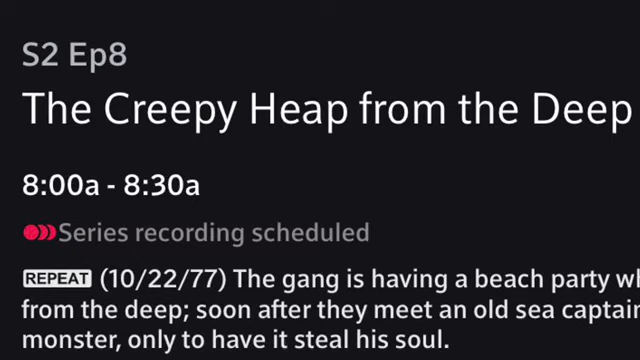 S2 Ep8
The Creepy Heap from the Deep
8:00a - 8:30a
Series recording scheduled
REPEAT (10/22/77) The gang is having a beach party
from the deep; soon after they meet an old sea captain
monster, only to have it steal his soul.